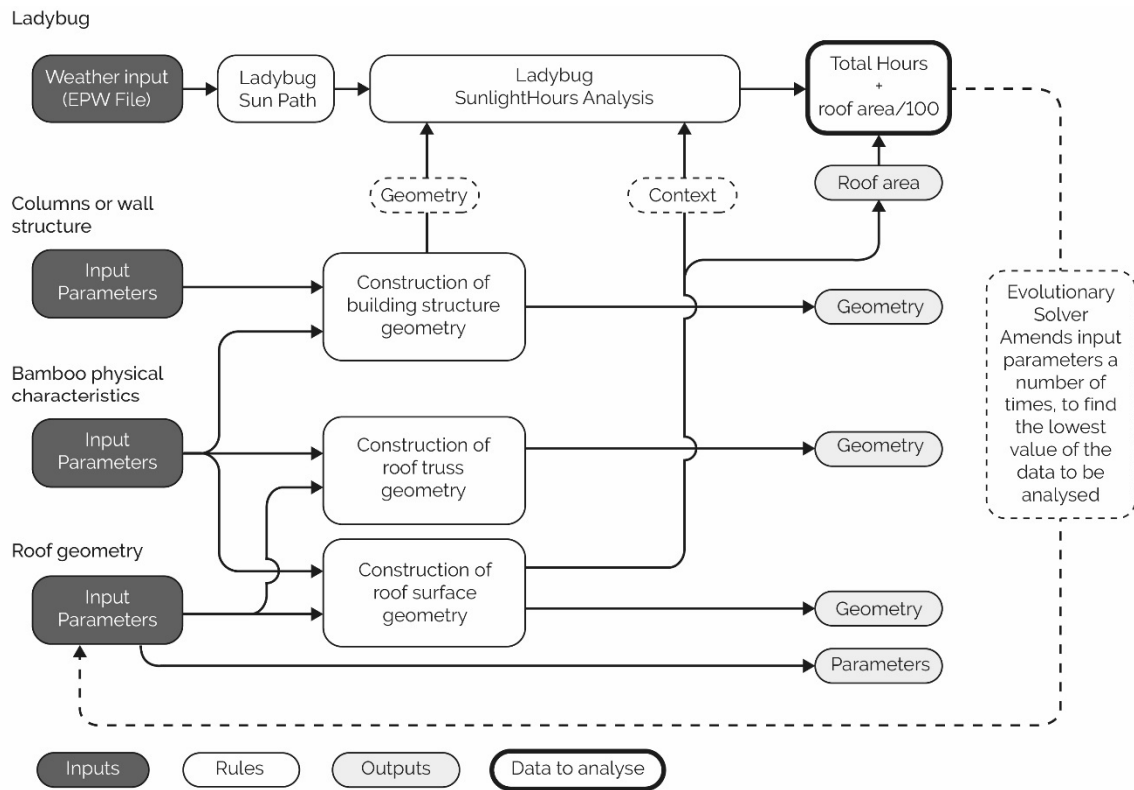 Ladybug
Weather input
(EPW File)
Ladybug
Sun Path
Ladybug
SunlightHours Analysis
Total Hours
+
roof area/100
Geometry
Context
Roof area
Columns or wall
structure
Input
Parameters
Construction of
building structure
geometry
Geometry
Evolutionary
Solver
Amends input
parameters a
number of
times, to find
the lowest
value of the
data to be
analysed
Bamboo physical
characteristics
Input
Parameters
Construction of
roof truss
geometry
Geometry
Roof geometry
Input
Parameters
Construction of
roof surface
geometry
Geometry
Parameters
Inputs
Rules
Outputs
Data to analyse